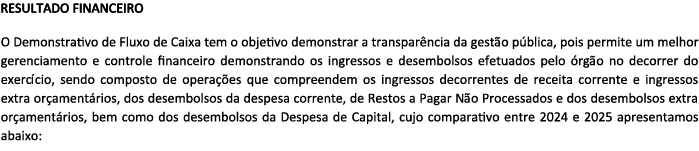 RESULTADO FINANCEIRO
O Demonstrativo de Fluxo de Caixa tem o objetivo demonstrar a transparência da gestão pública, pois permite um melhor
gerenciamento e controle financeiro demonstrando os ingressos e desembolsos efetuados pelo órgão no decorrer do
exercício, sendo composto de operações que compreendem os ingressos decorrentes de receita corrente e ingressos
extra orçamentários, dos desembolsos da despesa corrente, de Restos a Pagar Não Processados e dos desembolsos extra
orçamentários, bem como dos desembolsos da Despesa de Capital, cujo comparativo entre 2024 e 2025 apresentamos
abaixo: